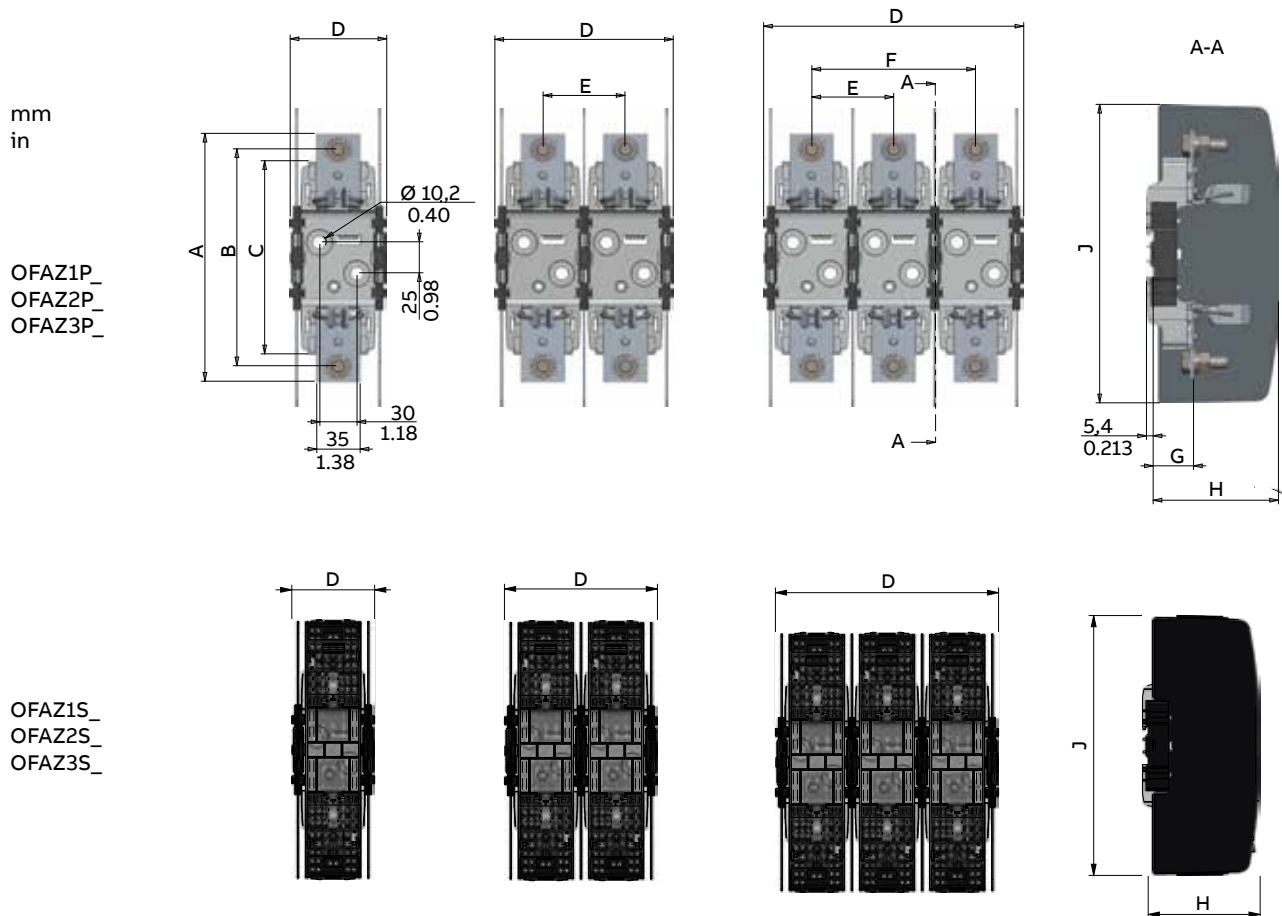 D
D
D
A-A
F
E
E
A
mm
in
Ø 10,2
0.40
A
B
C
J
OFAZ1P_
OFAZ2P_
OFAZ3P_
25
0.98
30
1.18
35
1.38
A
5,4
0.213
G
H
D
D
D
OFAZ1S_
OFAZ2S_
OFAZ3S_
J
H